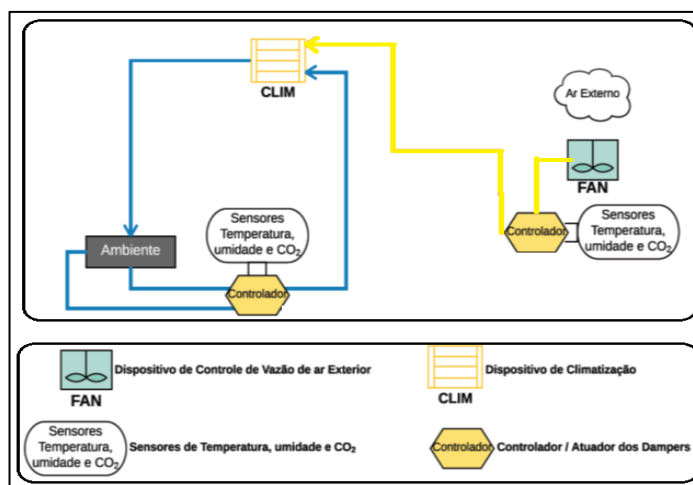 CLIM
Ar Externo
FAN
Sensores
Temperatura,
umidade e CO₂
Controlador
Sensores
Temperatura,
umidade e CO₂
Ambiente
Controlador
Dispositivo de Controle de Vazão de ar Exterior
FAN
Dispositivo de Climatização
CLIM
Sensores
Temperatura,
umidade e CO₂
Sensores de Temperatura, umidade e CO₂
Controlador
Controlador / Atuador dos Dampers